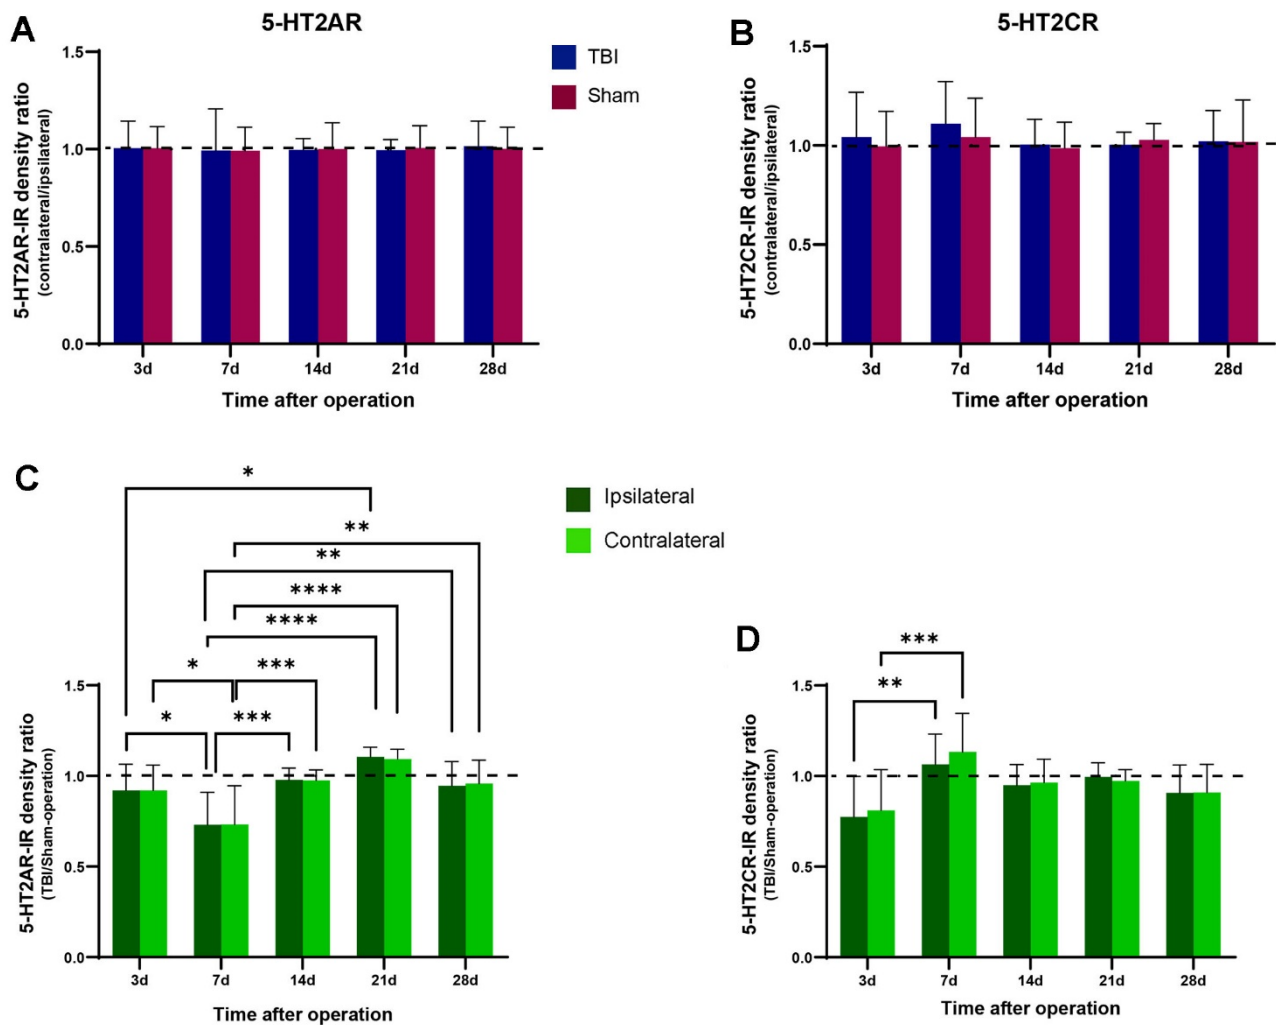 A
5-HT2AR
5-HT2AR-IR density ratio
(contralateral/ipsilateral)
1.5
1.0
0.5
0.0
3d 7d 14d 21d 28d
Time after operation
TBI
Sham
B
5-HT2CR
5-HT2CR-IR density ratio
(contralateral/ipsilateral)
1.5
1.0
0.5
0.0
3d 7d 14d 21d 28d
Time after operation
C
*
**
**
****
****
* ***
* ***
5-HT2AR-IR density ratio
(TBI/Sham-operation)
1.5
1.0
0.5
0.0
3d 7d 14d 21d 28d
Time after operation
Ipsilateral
Contralateral
D
***
**
5-HT2CR-IR density ratio
(TBI/Sham-operation)
1.5
1.0
0.5
0.0
3d 7d 14d 21d 28d
Time after operation